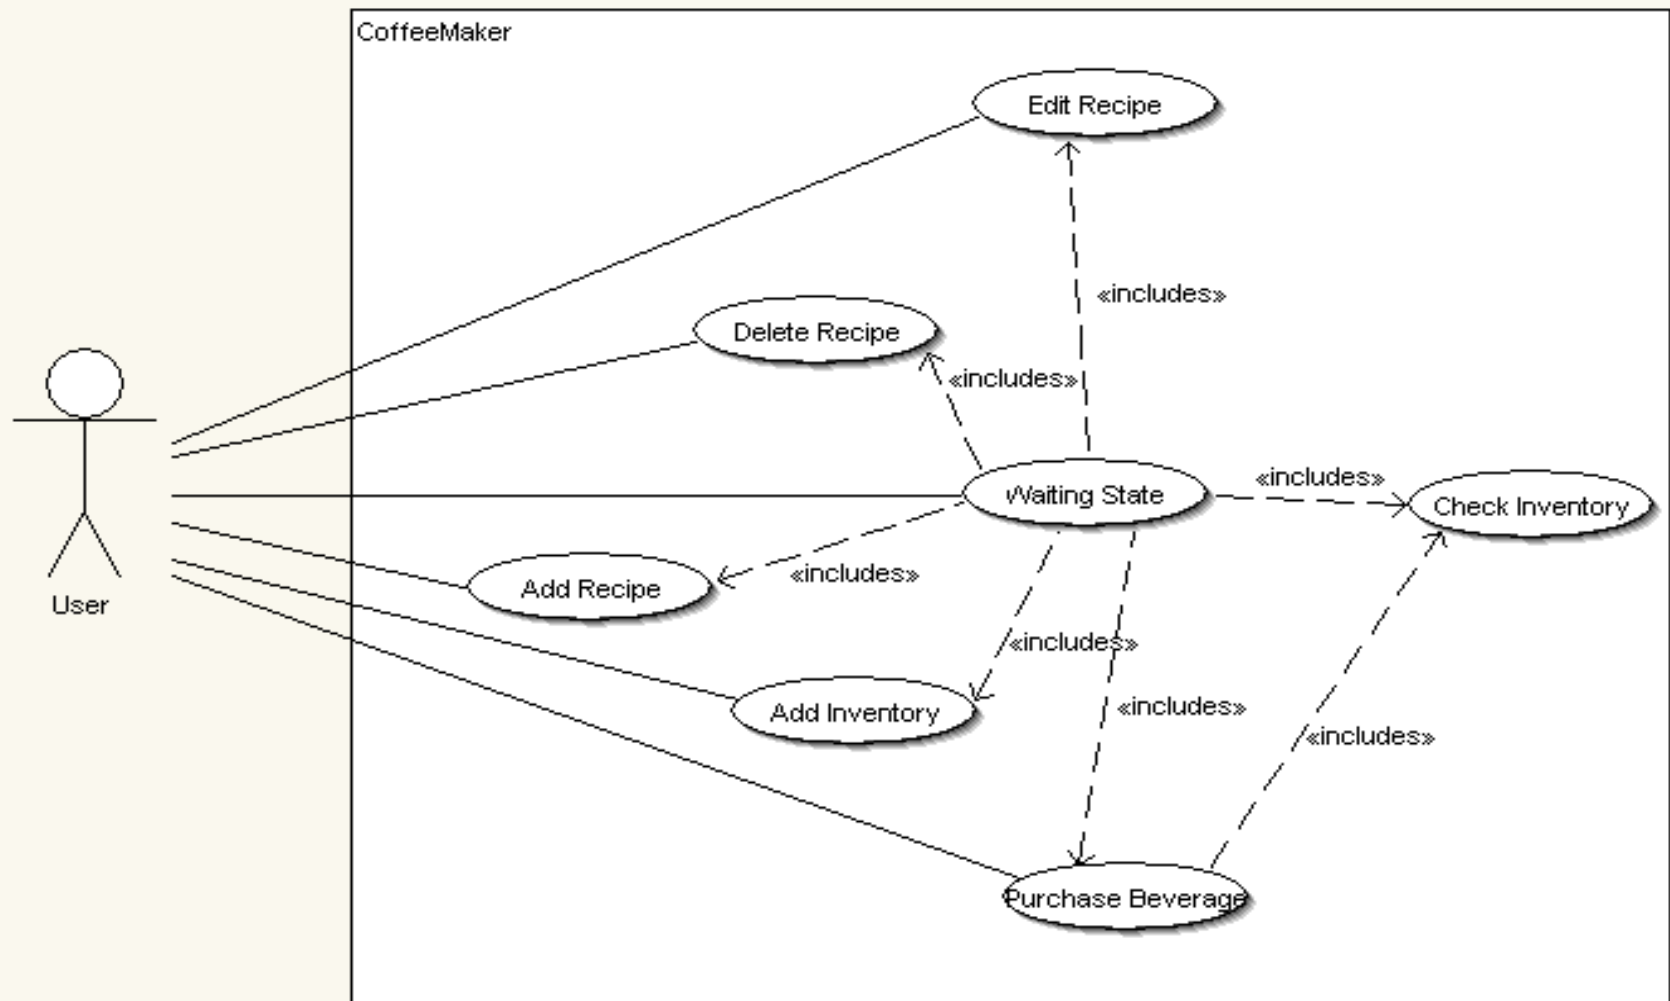 CoffeeMaker
Edit Recipe
«includes»
Delete Recipe
«includes»
«includes»
Waiting State
Check Inventory
«includes»
Add Recipe
User
«includes»
Add Inventory
«includes»
«includes»
Purchase Beverage